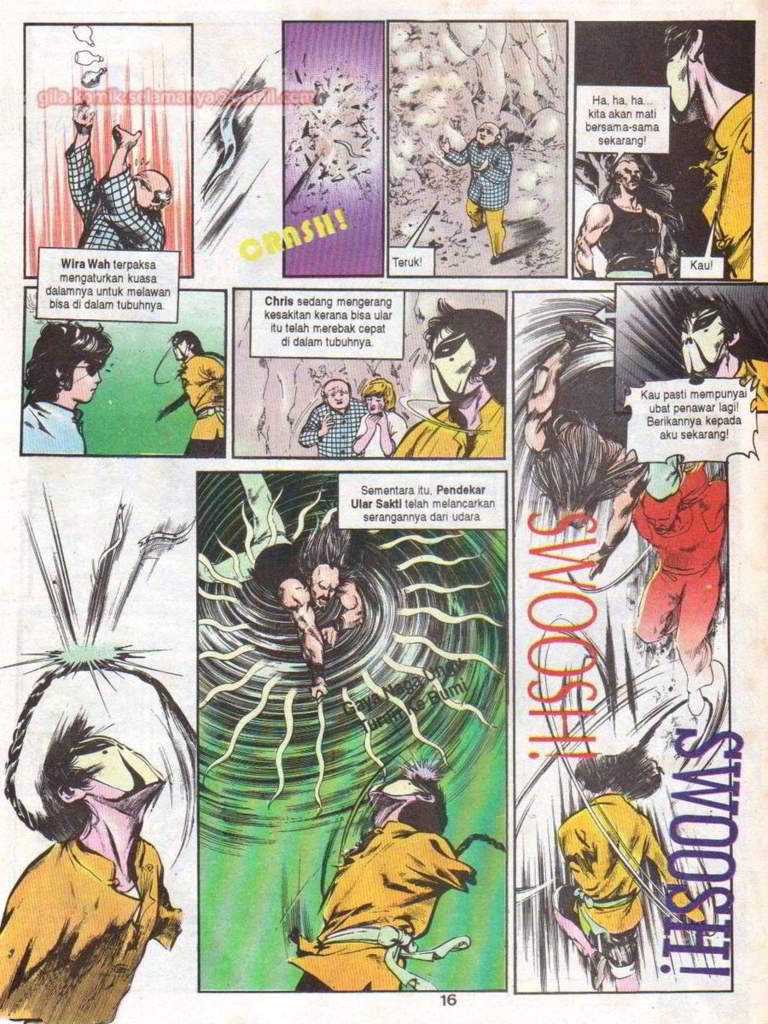 gila.komik.selamanya@gmail.com
Wira Wah terpaksa
mengaturkan kuasa
dalamnya untuk melawan
bisa di dalam tubuhnya.
CRASH!
Teruk!
Ha, ha, ha...
kita akan mati
bersama-sama
sekarang!
Kau!
Chris sedang mengerang
kesakitan kerana bisa ular
itu telah merebak cepat
di dalam tubuhnya.
Kau pasti mempunyai
ubat penawar lagi!
Berikannya kepada
aku sekarang!
Sementara itu, Pendekar
Ular Sakti telah melancarkan
serangannya dari udara.
Gaya Naga Ungu
Hitam Ke Bumi
SWOOSH!
SWOOSH!
16